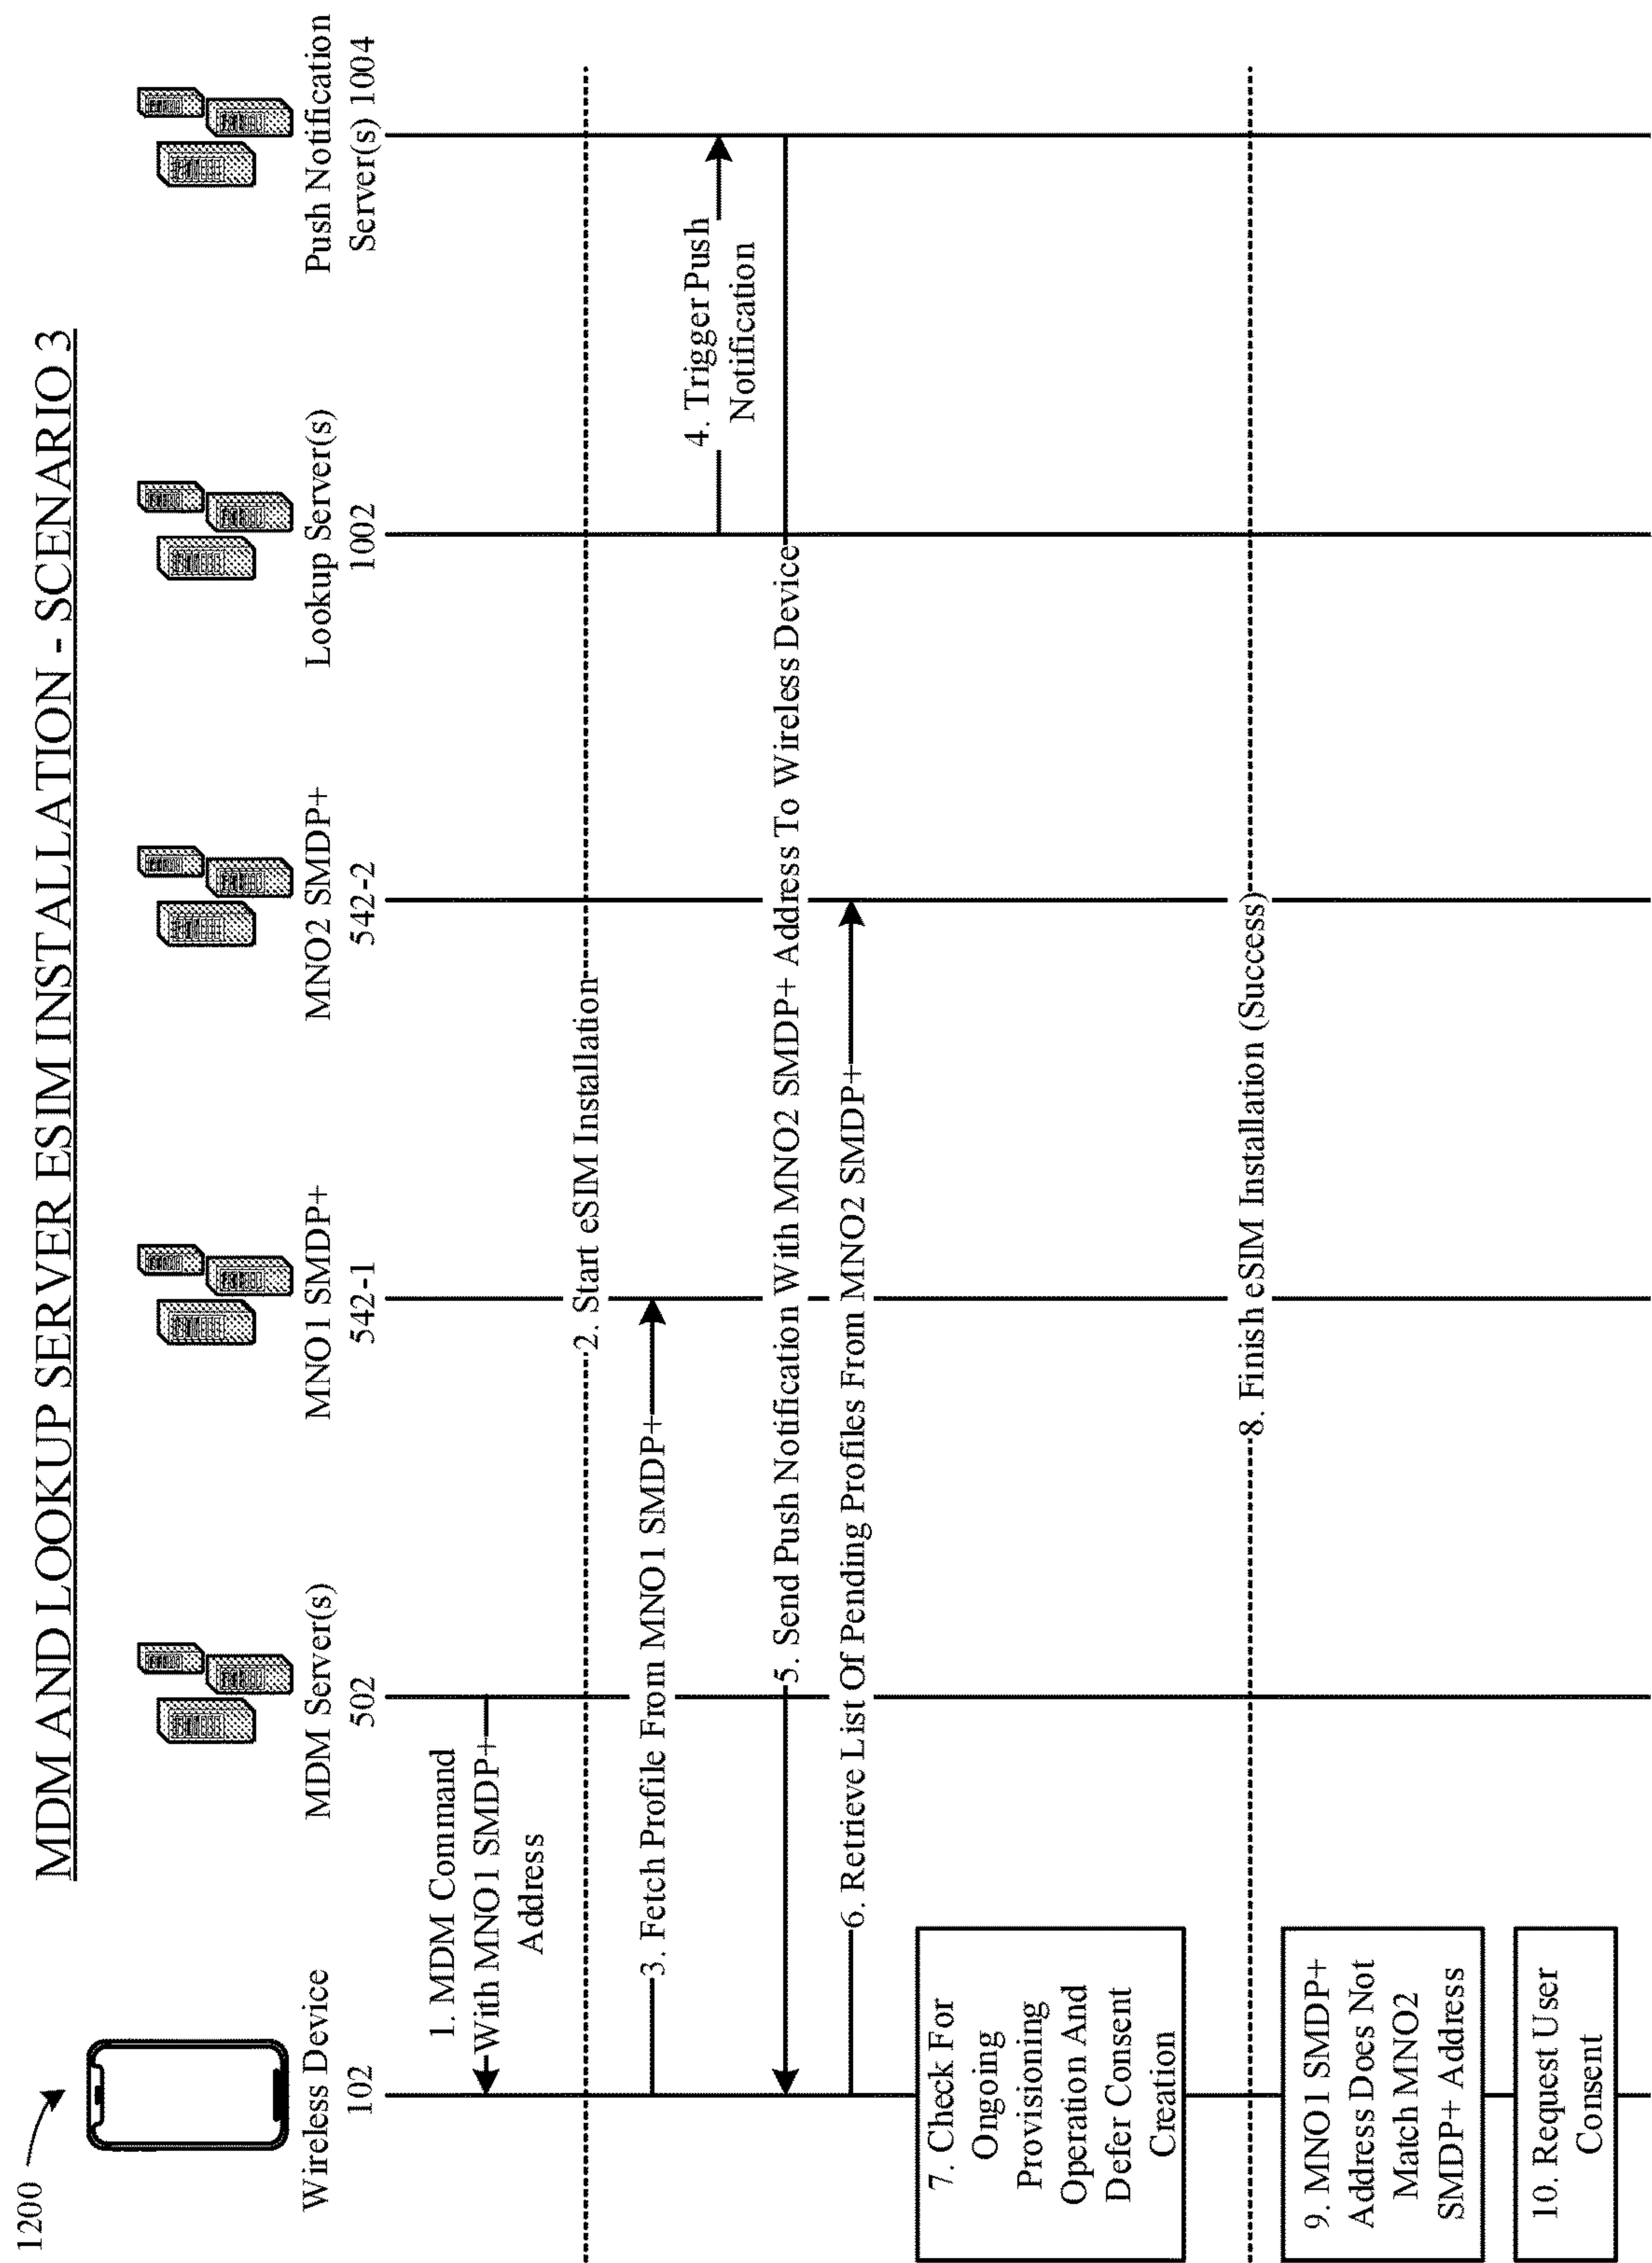 1200
MDM AND LOOKUP SERVER ESIM INSTALLATION - SCENARIO 3
Wireless Device
102
MDM Server(s)
502
MNO1 SMDP+
542-1
MNO2 SMDP+
542-2
Lookup Server(s)
1002
Push Notification
Server(s) 1004
1. MDM Command
With MNO1 SMDP+
Address
2. Start eSIM Installation
3. Fetch Profile From MNO1 SMDP+
4. Trigger Push
Notification
5. Send Push Notification With MNO2 SMDP+ Address To Wireless Device
6. Retrieve List Of Pending Profiles From MNO2 SMDP+
7. Check For
Ongoing
Provisioning
Operation And
Defer Consent
Creation
8. Finish eSIM Installation (Success)
9. MNO1 SMDP+
Address Does Not
Match MNO2
SMDP+ Address
10. Request User
Consent